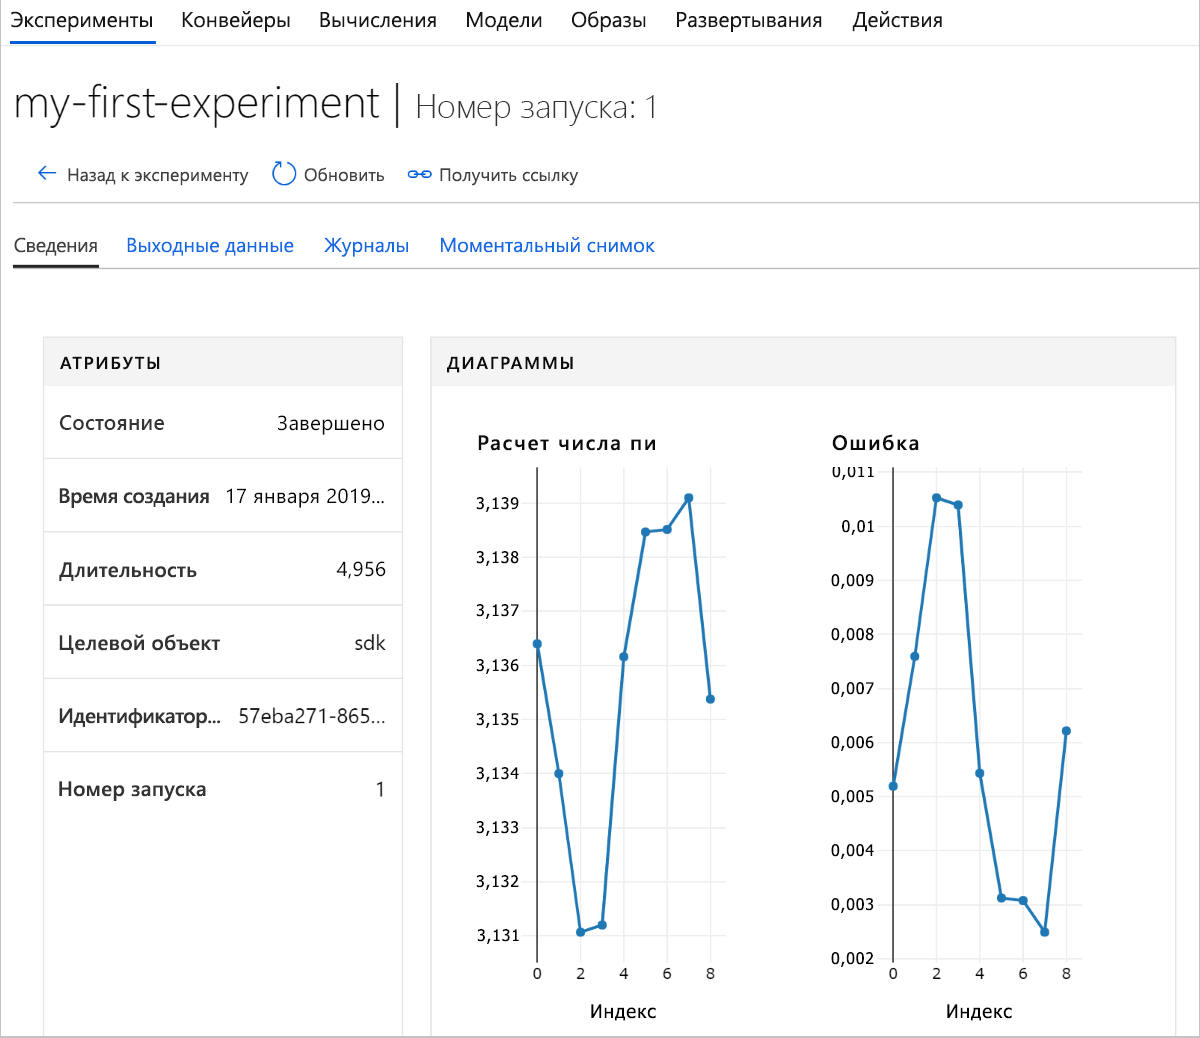 Эксперименты Конвейеры Вычисления Модели Образы Развертывания Действия
my-first-experiment | Номер запуска: 1
Назад к эксперименту Обновить Получить ссылку
Сведения Выходные данные Журналы Моментальный снимок
АТРИБУТЫ
Состояние Завершено
Время создания 17 января 2019...
Длительность 4,956
Целевой объект sdk
Идентификатор... 57eba271-865...
Номер запуска 1
ДИАГРАММЫ
Расчет числа пи
3,139
3,138
3,137
3,136
3,135
3,134
3,133
3,132
3,131
0 2 4 6 8
Индекс
Ошибка
0,011
0,01
0,009
0,008
0,007
0,006
0,005
0,004
0,003
0,002
0 2 4 6 8
Индекс